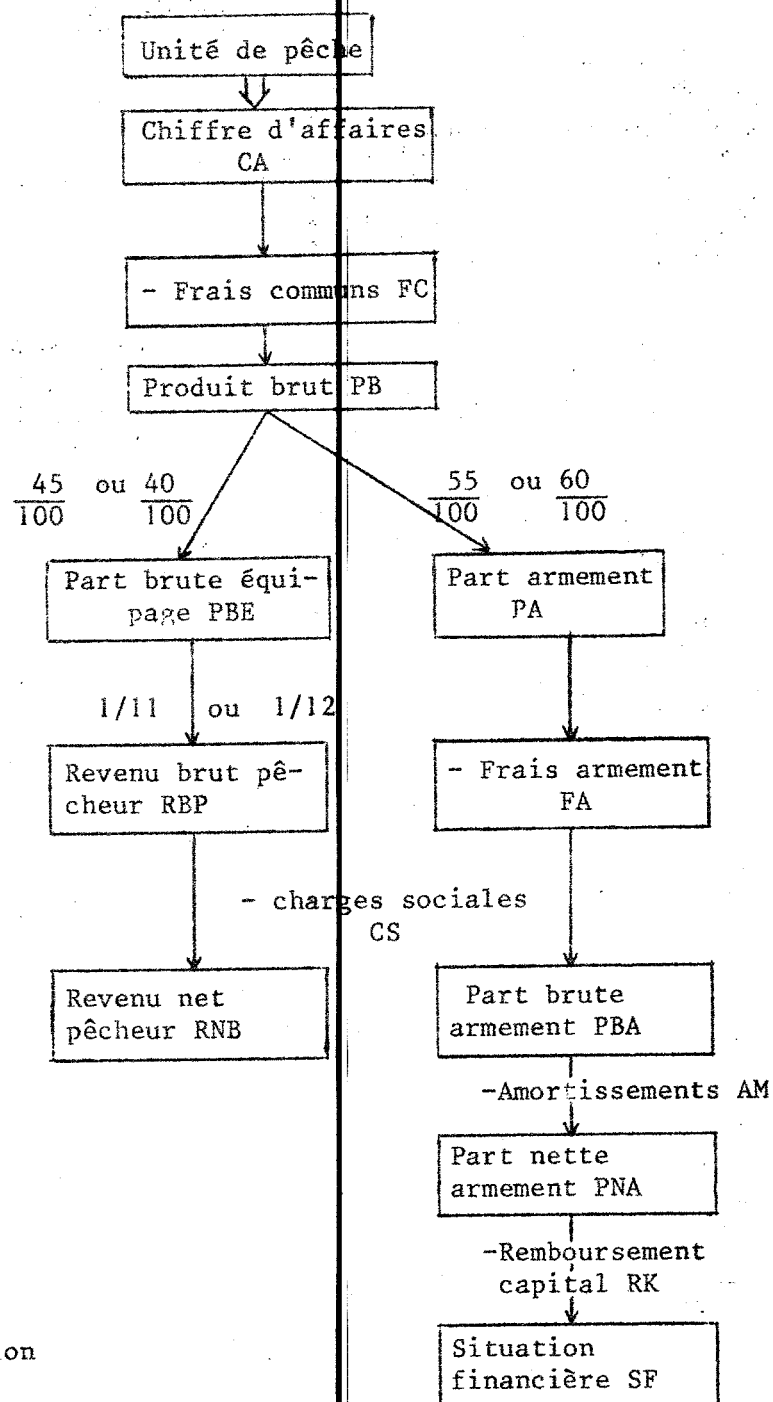 Unité de pêche
Chiffre d'affaires
CA
- Frais communs FC
Produit brut PB
45 ou 40
100 100
55 ou 60
100 100
Part brute équi-
page PBE
Part armement
PA
1/11 ou 1/12
Revenu brut pê-
cheur RBP
- Frais armement
FA
- charges sociales
CS
Revenu net
pêcheur RNB
Part brute
armement PBA
-Amortissements AM
Part nette
armement PNA
-Remboursement
capital RK
Situation
financière SF
on